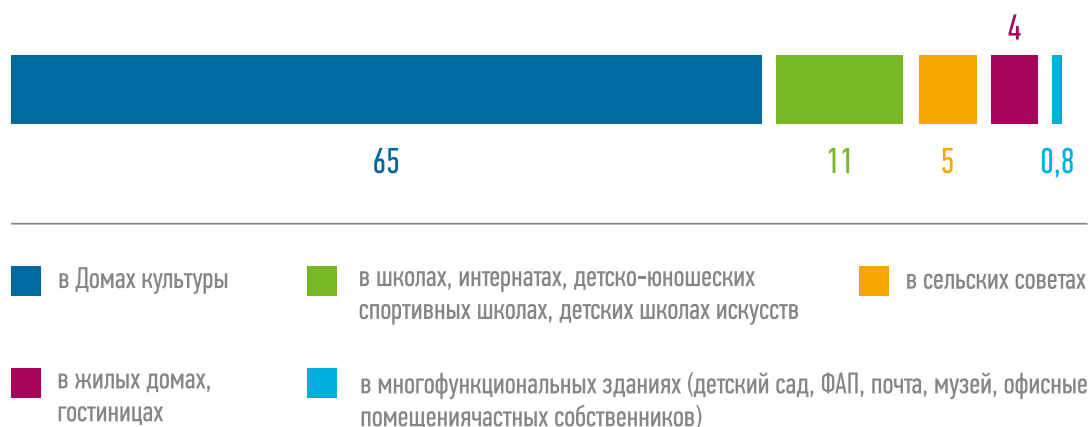 4
65
11
5
0,8
в Домах культуры
в школах, интернатах, детско-юношеских
спортивных школах, детских школах искусств
в сельских советах
в жилых домах,
гостиницах
в многофункциональных зданиях (детский сад, ФАП, почта, музей, офисные
помещениячастных собственников)